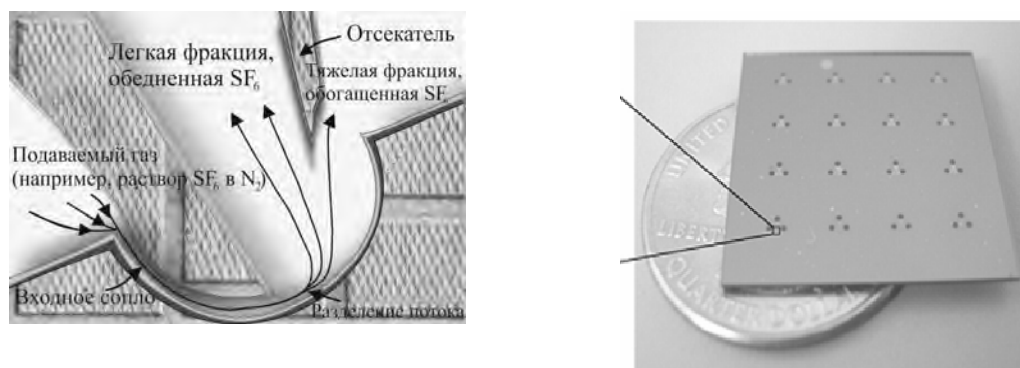 Легкая фракция,
обедненная SF₆
Отсекатель
Тяжелая фракция,
обогащенная SF₆
Подаваемый газ
(например, раствор SF₆ в N₂)
Входное сопло
Разделение потока
UNITED
LIBERTY
QUARTER DOLLAR